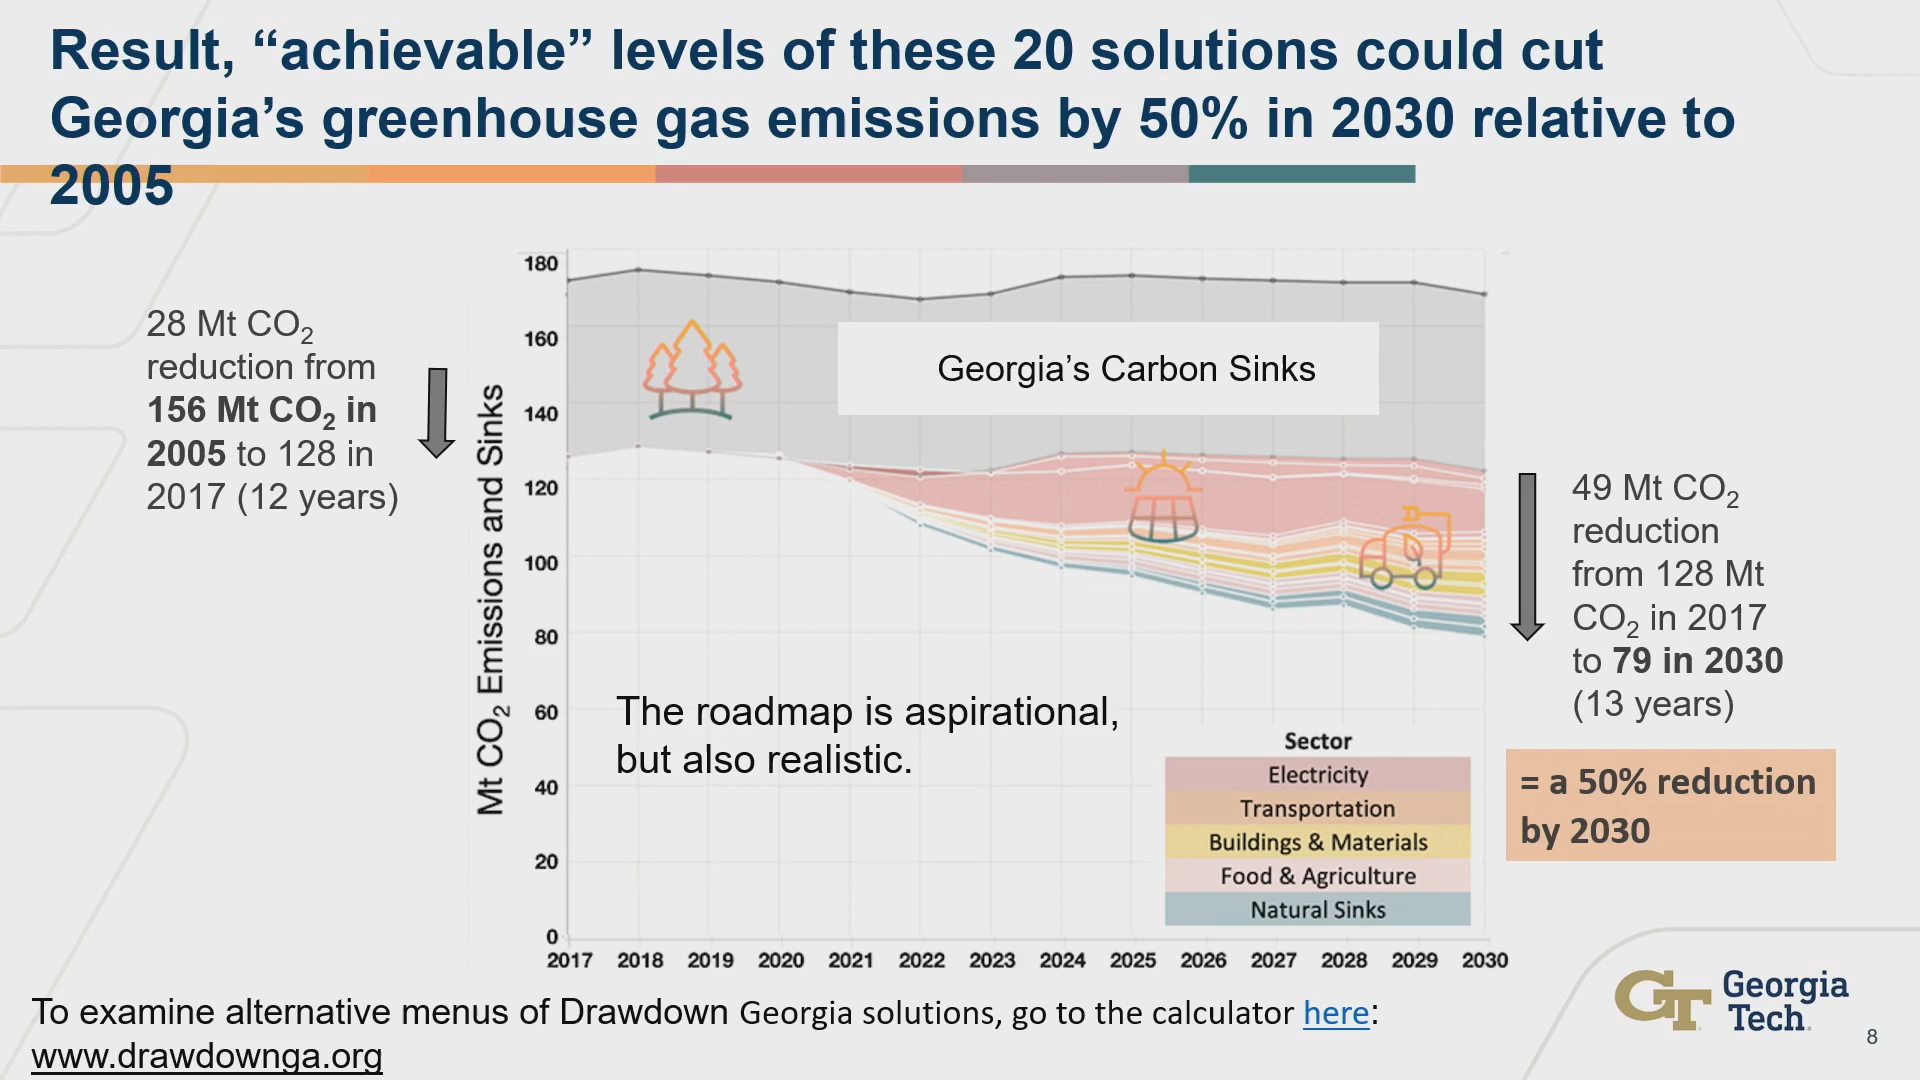 Result, “achievable” levels of these 20 solutions could cut
Georgia’s greenhouse gas emissions by 50% in 2030 relative to
2005
28 Mt CO₂
reduction from
156 Mt CO₂ in
2005 to 128 in
2017 (12 years)
Mt CO₂ Emissions and Sinks
180
160
140
120
100
80
60
40
20
0
Georgia’s Carbon Sinks
The roadmap is aspirational,
but also realistic.
Sector
Electricity
Transportation
Buildings & Materials
Food & Agriculture
Natural Sinks
2017 2018 2019 2020 2021 2022 2023 2024 2025 2026 2027 2028 2029 2030
49 Mt CO₂
reduction
from 128 Mt
CO₂ in 2017
to 79 in 2030
(13 years)
= a 50% reduction
by 2030
To examine alternative menus of Drawdown Georgia solutions, go to the calculator here:
www.drawdownga.org
GT Georgia
Tech.
8